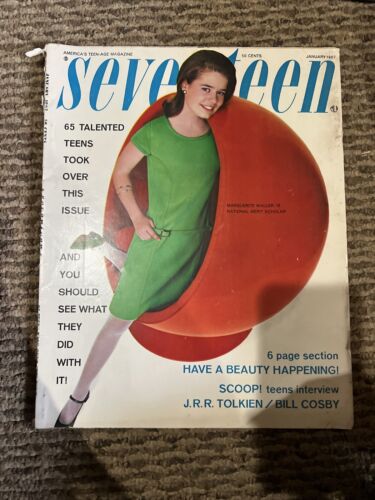 AMERICA'S TEEN-AGE MAGAZINE
50 CENTS
JANUARY 1967
seventeen
65 TALENTED
TEENS
TOOK
OVER
THIS
ISSUE
AND
YOU
SHOULD
SEE WHAT
THEY
DID
WITH
IT!
MARGUERITE WALLER, 18
NATIONAL MERIT SCHOLAR
6 page section
HAVE A BEAUTY HAPPENING!
SCOOP! teens interview
J.R.R. TOLKIEN / BILL COSBY